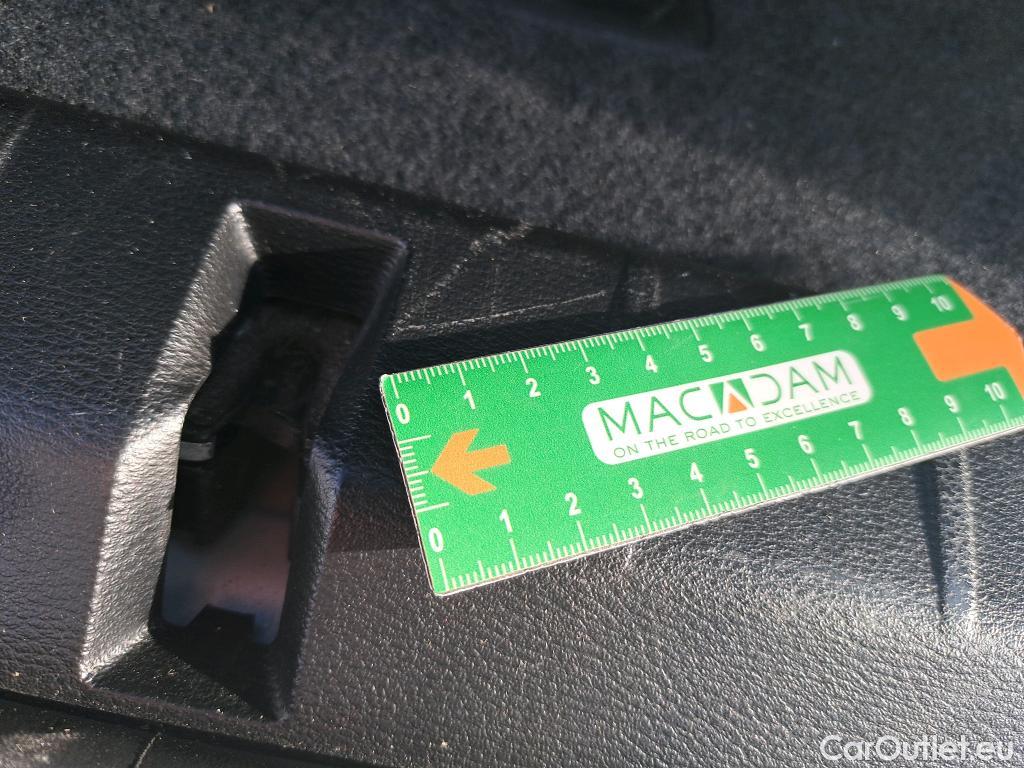 0 1 2 3 4 5 6 7 8 9 10
MACADAM
ON THE ROAD TO EXCELLENCE
0 1 2 3 4 5 6 7 8 9 10
CarOutlet.eu